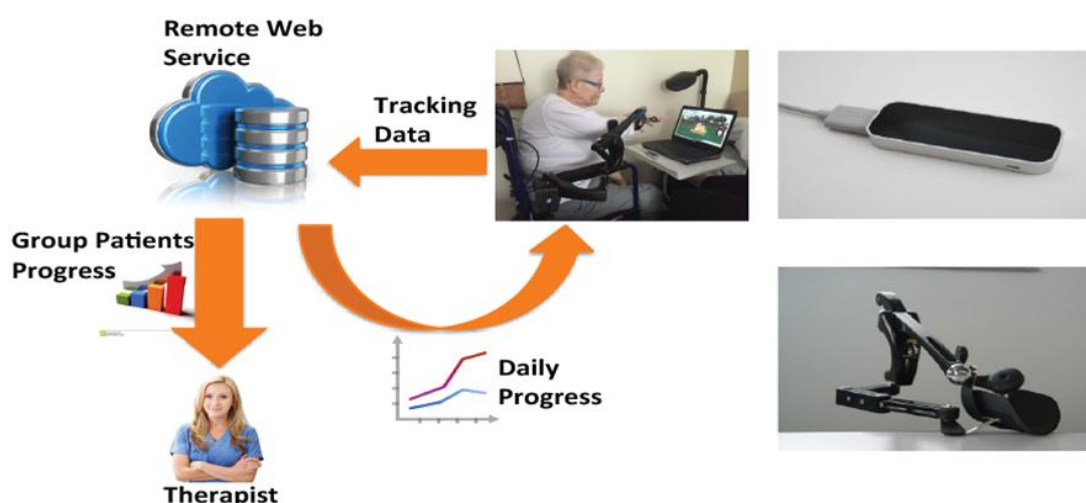 Remote Web
Service
Tracking
Data
Group Patients
Progress
Daily
Progress
Therapist